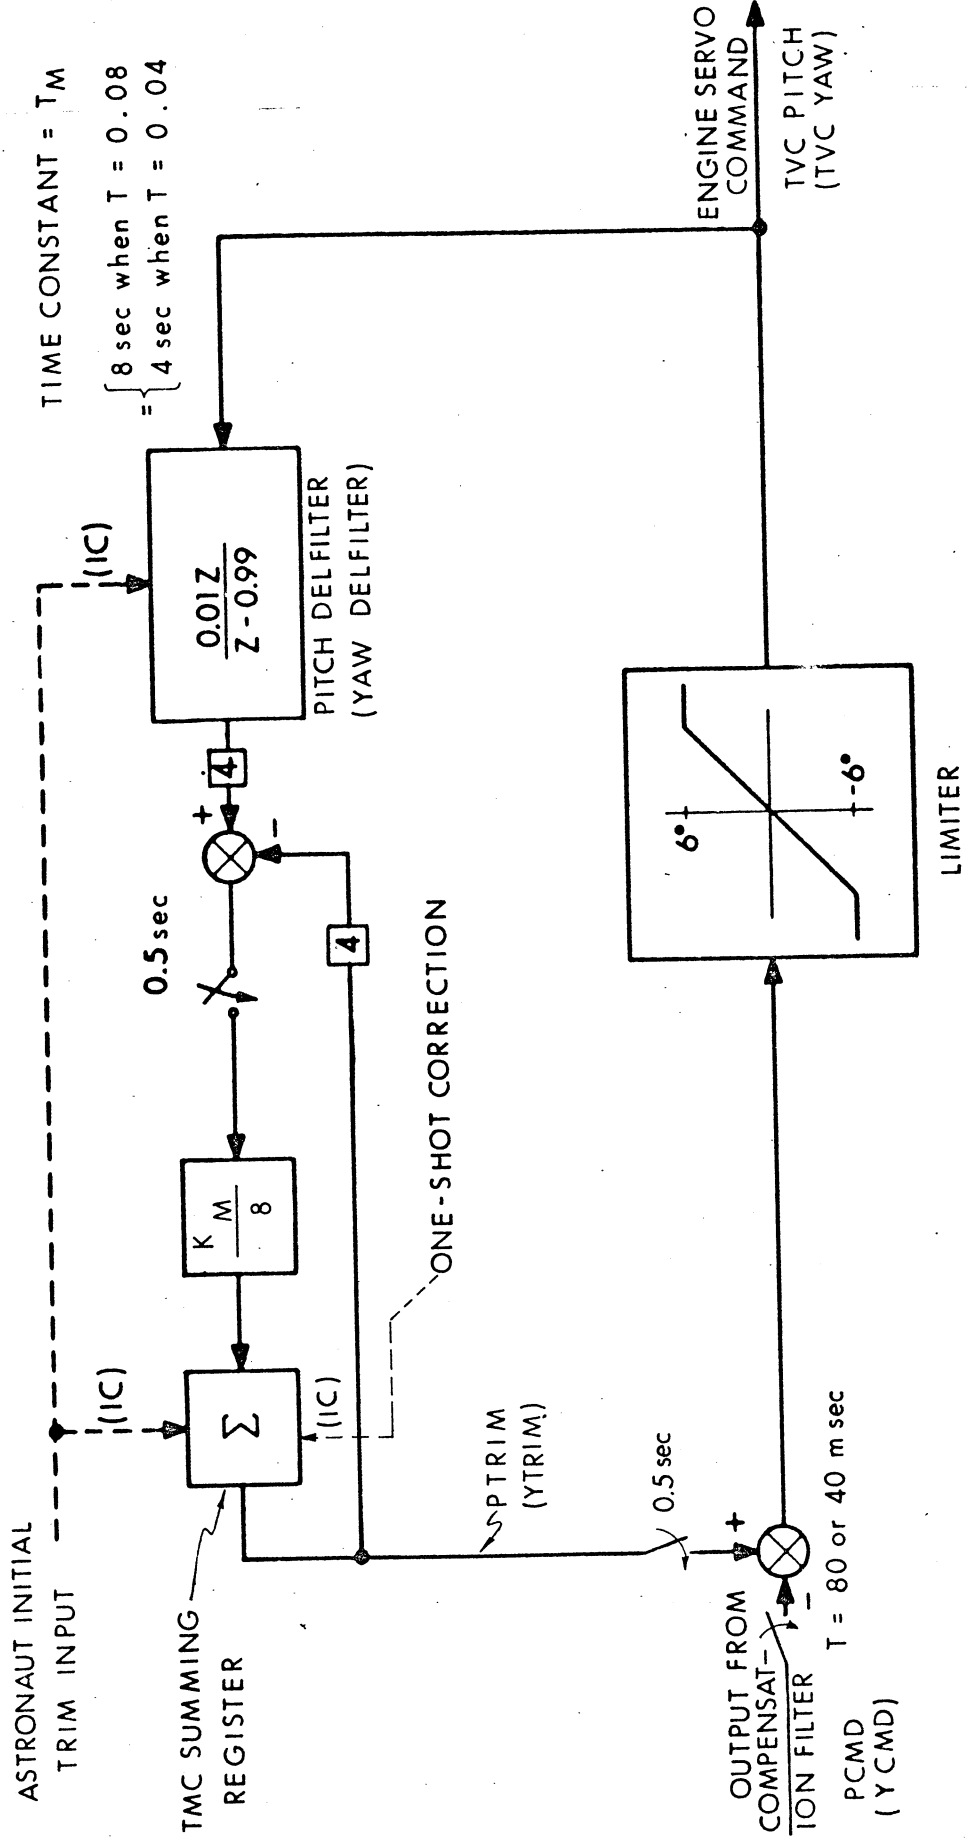 ASTRONAUT INITIAL
TRIM INPUT
(IC)
(IC)
TIME CONSTANT = TM
= { 8 sec when T = 0.08
4 sec when T = 0.04
TMC SUMMING
REGISTER
Σ
(IC)
K M
8
0.5 sec
+
-
4
4
0.01Z
Z - 0.99
PITCH DELFILTER
(YAW DELFILTER)
ONE-SHOT CORRECTION
PTRIM
(YTRIM)
0.5 sec
+
-
OUTPUT FROM
COMPENSAT-
ION FILTER
PCMD
(YCMD)
T = 80 or 40 m sec
6°
-6°
LIMITER
ENGINE SERVO
COMMAND
TVC PITCH
(TVC YAW)